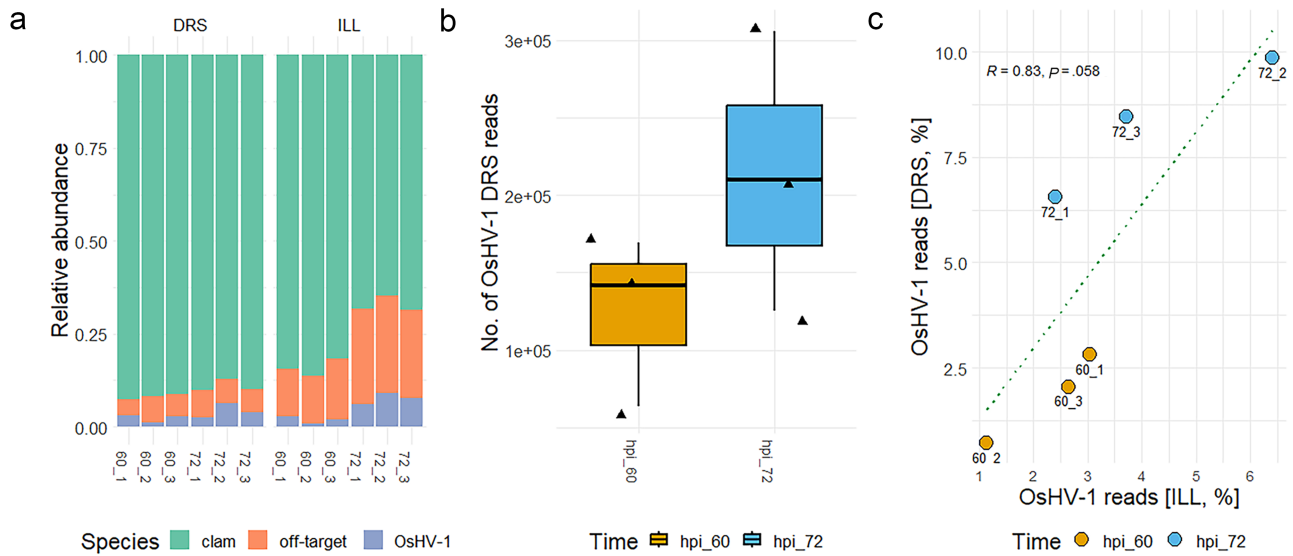 a
DRS
ILL
Relative abundance
1.00
0.75
0.50
0.25
0.00
60_1
60_2
60_3
72_1
72_2
72_3
60_1
60_2
60_3
72_1
72_2
72_3
Species
clam
off-target
OsHV-1
b
No. of OsHV-1 DRS reads
3e+05
2e+05
1e+05
hpi_60
hpi_72
Time
hpi_60
hpi_72
c
OsHV-1 reads [DRS, %]
10.0
7.5
5.0
2.5
R = 0.83, P = .058
72_2
72_3
72_1
60_1
60_3
60_2
1
2
3
4
5
6
OsHV-1 reads [ILL, %]
Time
hpi_60
hpi_72